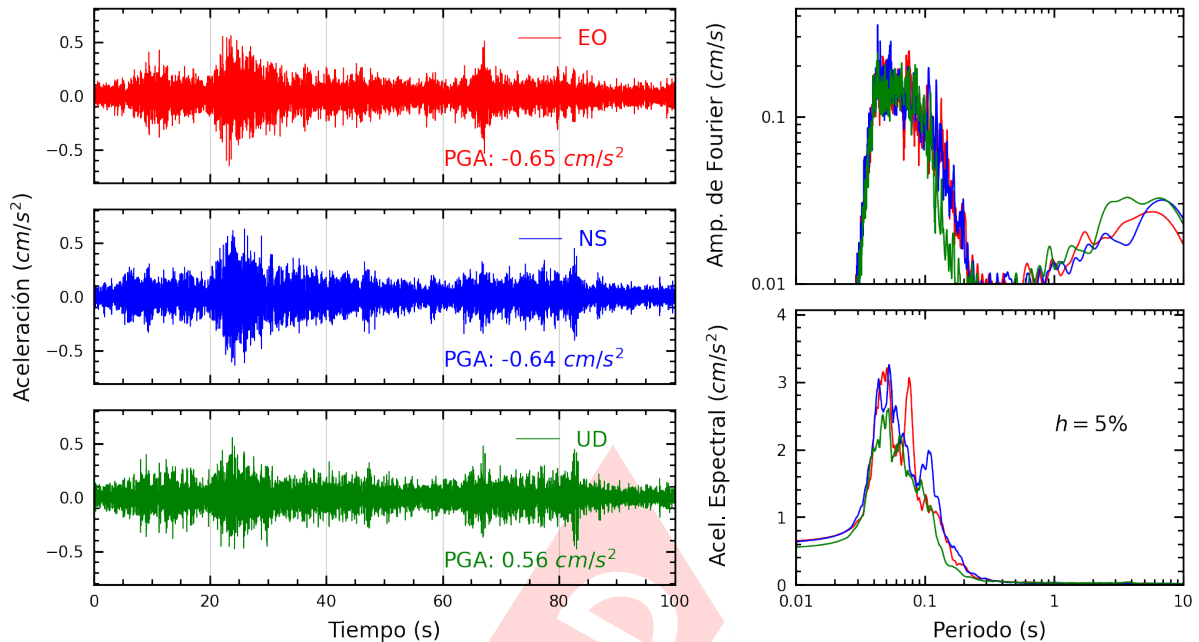 Aceleración (cm/s²)
0.5
0.0
−0.5
EO
PGA: -0.65 cm/s²
0.5
0.0
−0.5
NS
PGA: -0.64 cm/s²
0.5
0.0
−0.5
UD
PGA: 0.56 cm/s²
0 20 40 60 80 100
Tiempo (s)
Amp. de Fourier (cm/s)
0.1
0.01
Acel. Espectral (cm/s²)
4
3
2
1
0
h = 5%
0.01 0.1 1 10
Periodo (s)